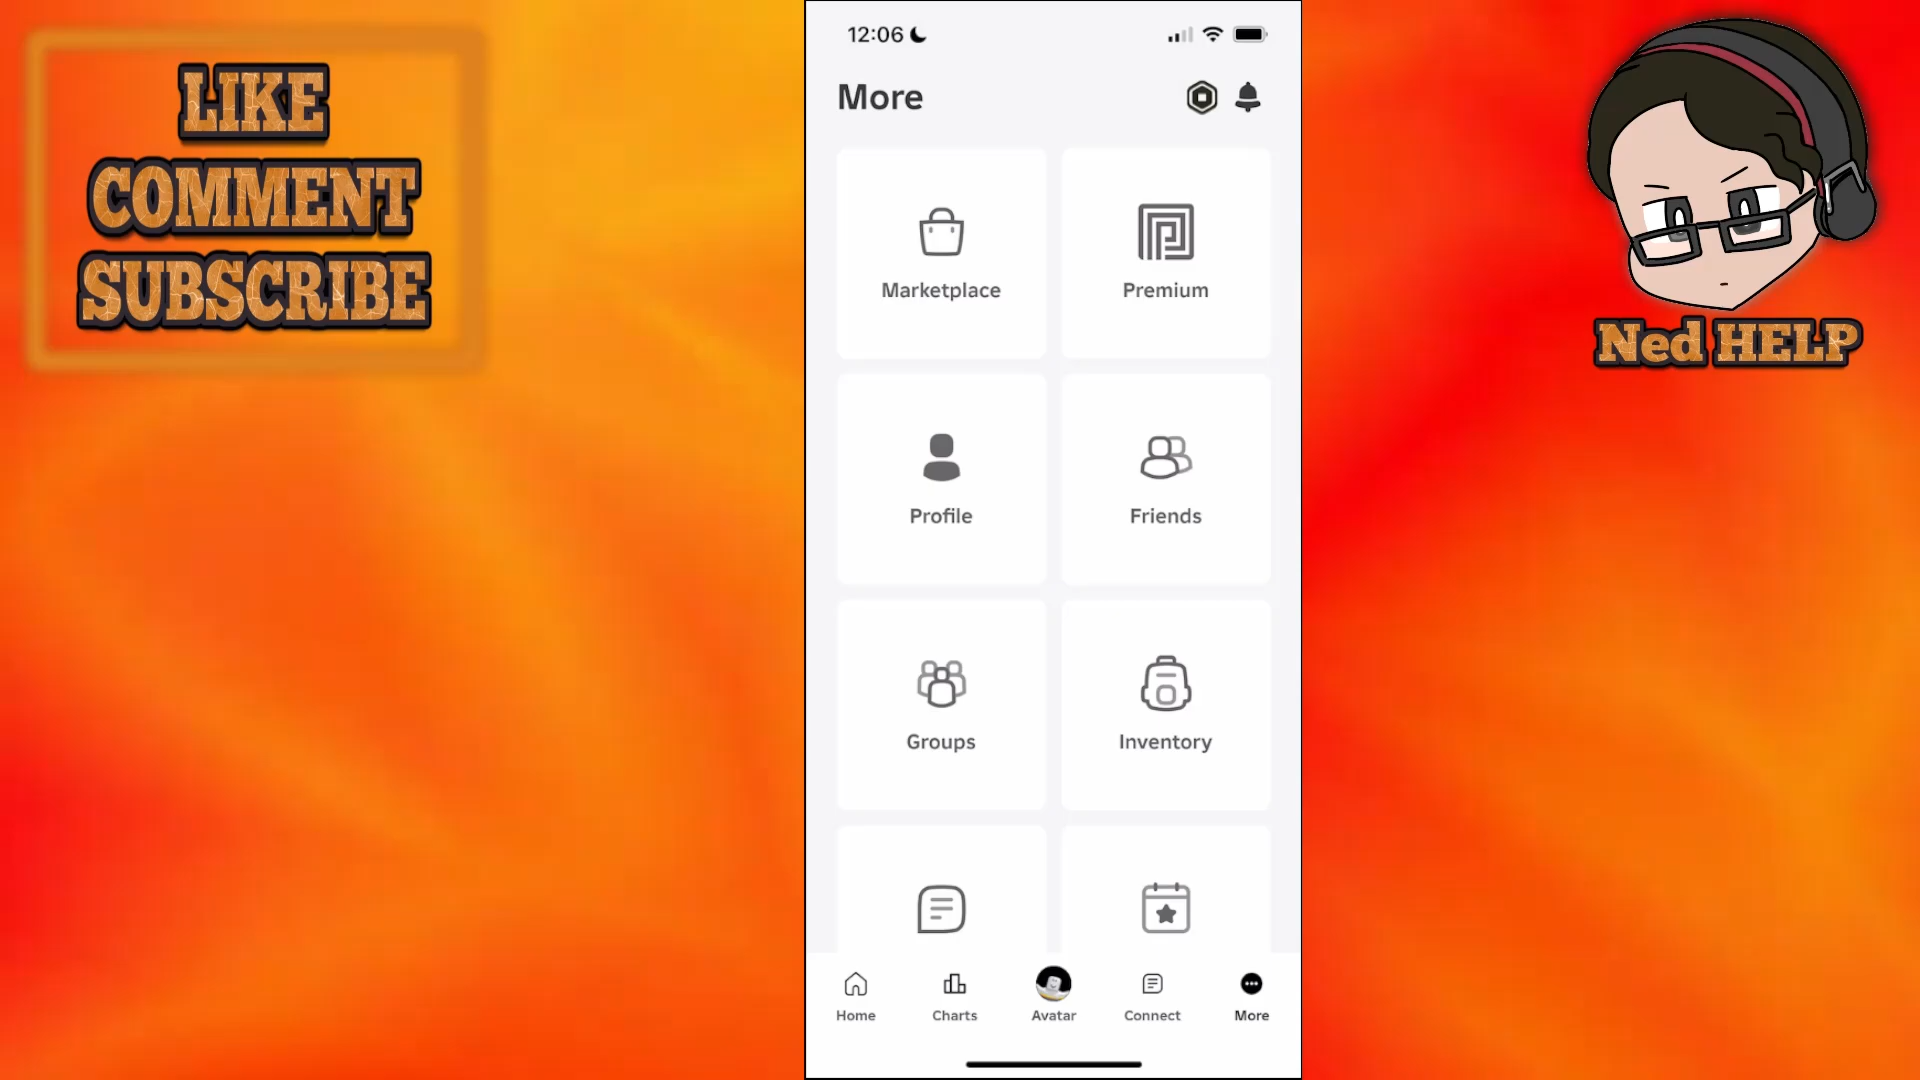 LIKE
COMMENT
SUBSCRIBE
12:06
More
Marketplace
Premium
Profile
Friends
Groups
Inventory
Home
Charts
Avatar
Connect
More
Ned HELP